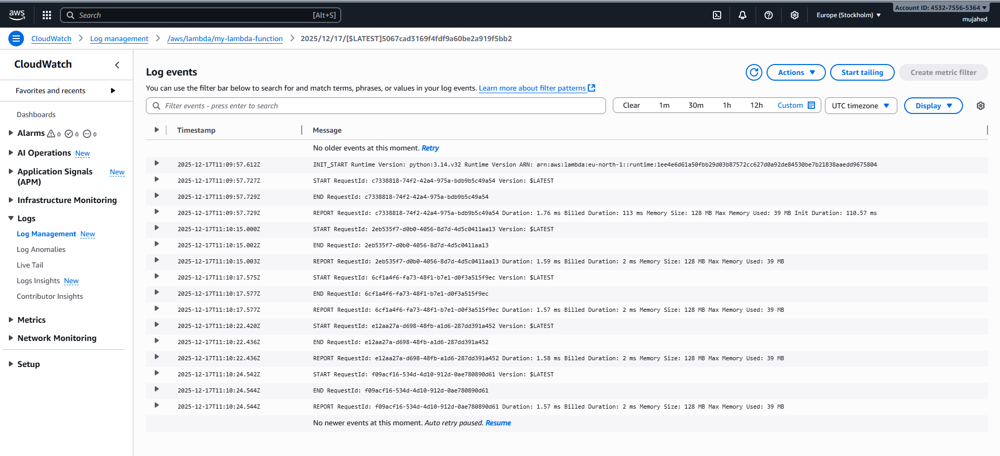 aws
Search [Alt+S]
Europe (Stockholm)
Account ID: 4532-7556-5364
mujahed
CloudWatch
Log management
/aws/lambda/my-lambda-function
2025/12/17/[$LATEST]5067cad3169f4fdf9a60be2a919f5bb2
CloudWatch
Favorites and recents
Dashboards
Alarms 0 0 0
AI Operations New
Application Signals New
(APM)
Infrastructure Monitoring
Logs
Log Management New
Log Anomalies
Live Tail
Logs Insights New
Contributor Insights
Metrics
Network Monitoring
Setup
Log events
Actions
Start tailing
Create metric filter
You can use the filter bar below to search for and match terms, phrases, or values in your log events. Learn more about filter patterns
Filter events - press enter to search
Clear 1m 30m 1h 12h Custom
UTC timezone
Display
Timestamp Message
No older events at this moment. Retry
2025-12-17T11:09:57.612Z INIT_START Runtime Version: python:3.14.v32 Runtime Version ARN: arn:aws:lambda:eu-north-1::runtime:1ee4e6d61a50fbb29d03b87572cc627d0a92de84530be7b21838aaedd9675804
2025-12-17T11:09:57.727Z START RequestId: c7338818-74f2-42a4-975a-bdb9b5c49a54 Version: $LATEST
2025-12-17T11:09:57.729Z END RequestId: c7338818-74f2-42a4-975a-bdb9b5c49a54
2025-12-17T11:09:57.729Z REPORT RequestId: c7338818-74f2-42a4-975a-bdb9b5c49a54 Duration: 1.76 ms Billed Duration: 113 ms Memory Size: 128 MB Max Memory Used: 39 MB Init Duration: 110.57 ms
2025-12-17T11:10:15.000Z START RequestId: 2eb535f7-d0b0-4056-8d7d-4d5c0411aa13 Version: $LATEST
2025-12-17T11:10:15.002Z END RequestId: 2eb535f7-d0b0-4056-8d7d-4d5c0411aa13
2025-12-17T11:10:15.003Z REPORT RequestId: 2eb535f7-d0b0-4056-8d7d-4d5c0411aa13 Duration: 1.59 ms Billed Duration: 2 ms Memory Size: 128 MB Max Memory Used: 39 MB
2025-12-17T11:10:17.575Z START RequestId: 6cf1a4f6-fa73-48f1-b7e1-d0f3a515f9ec Version: $LATEST
2025-12-17T11:10:17.577Z END RequestId: 6cf1a4f6-fa73-48f1-b7e1-d0f3a515f9ec
2025-12-17T11:10:17.577Z REPORT RequestId: 6cf1a4f6-fa73-48f1-b7e1-d0f3a515f9ec Duration: 1.57 ms Billed Duration: 2 ms Memory Size: 128 MB Max Memory Used: 39 MB
2025-12-17T11:10:22.420Z START RequestId: e12aa27a-d698-48fb-a1d6-287dd391a452 Version: $LATEST
2025-12-17T11:10:22.436Z END RequestId: e12aa27a-d698-48fb-a1d6-287dd391a452
2025-12-17T11:10:22.436Z REPORT RequestId: e12aa27a-d698-48fb-a1d6-287dd391a452 Duration: 1.58 ms Billed Duration: 2 ms Memory Size: 128 MB Max Memory Used: 39 MB
2025-12-17T11:10:24.542Z START RequestId: f09acf16-534d-4d10-912d-0ae780890d61 Version: $LATEST
2025-12-17T11:10:24.544Z END RequestId: f09acf16-534d-4d10-912d-0ae780890d61
2025-12-17T11:10:24.544Z REPORT RequestId: f09acf16-534d-4d10-912d-0ae780890d61 Duration: 1.57 ms Billed Duration: 2 ms Memory Size: 128 MB Max Memory Used: 39 MB
No newer events at this moment. Auto retry paused. Resume